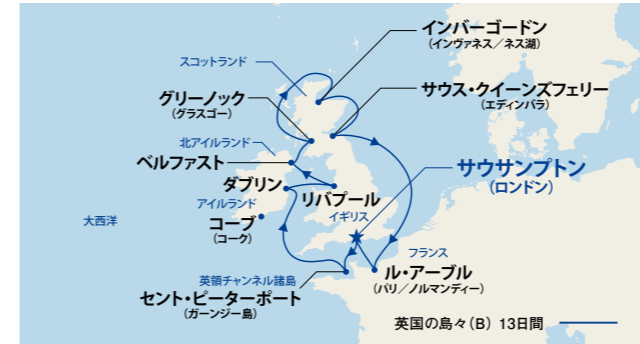 インバーゴードン
(インヴァネス／ネス湖)
スコットランド
サウス・クイーンズフェリー
(エディンバラ)
グリーノック
(グラスゴー)
北アイルランド
ベルファスト
サウサンプトン
(ロンドン)
ダブリン
リバプール
イギリス
アイルランド
コーブ
(コーク)
大西洋
フランス
ル・アーブル
(パリ／ノルマンディー)
英領チャンネル諸島
セント・ピーターポート
(ガーンジー島)
英国の島々(B) 13日間